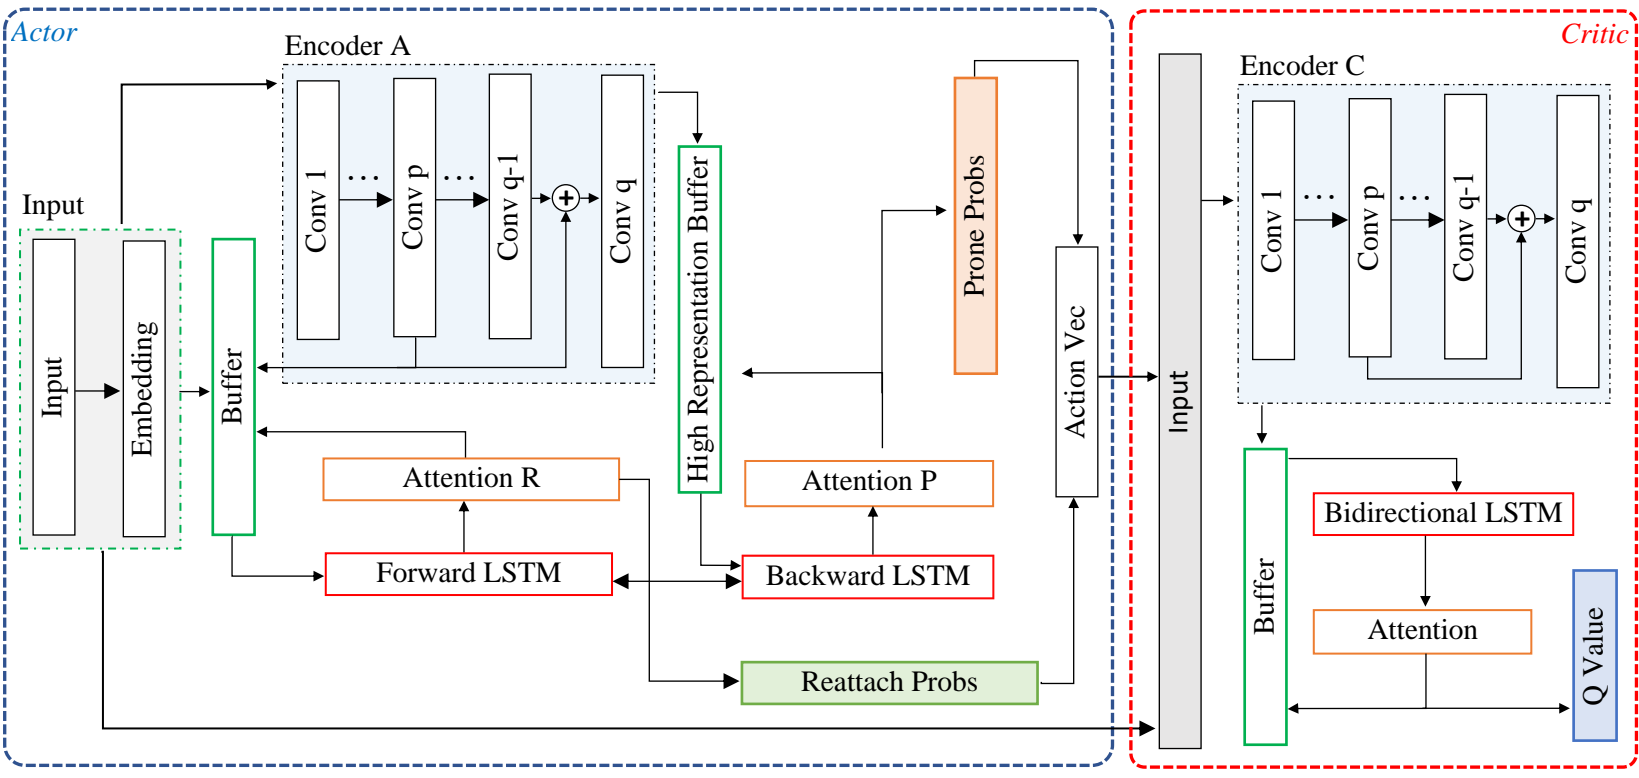 Actor
Encoder A
Conv 1
...
Conv p
...
Conv q-1
+
Conv q
Input
Input
Embedding
Buffer
High Representation Buffer
Attention R
Forward LSTM
Attention P
Backward LSTM
Prone Probs
Action Vec
Reattach Probs
Critic
Input
Encoder C
Conv 1
...
Conv p
...
Conv q-1
+
Conv q
Buffer
Bidirectional LSTM
Attention
Q Value